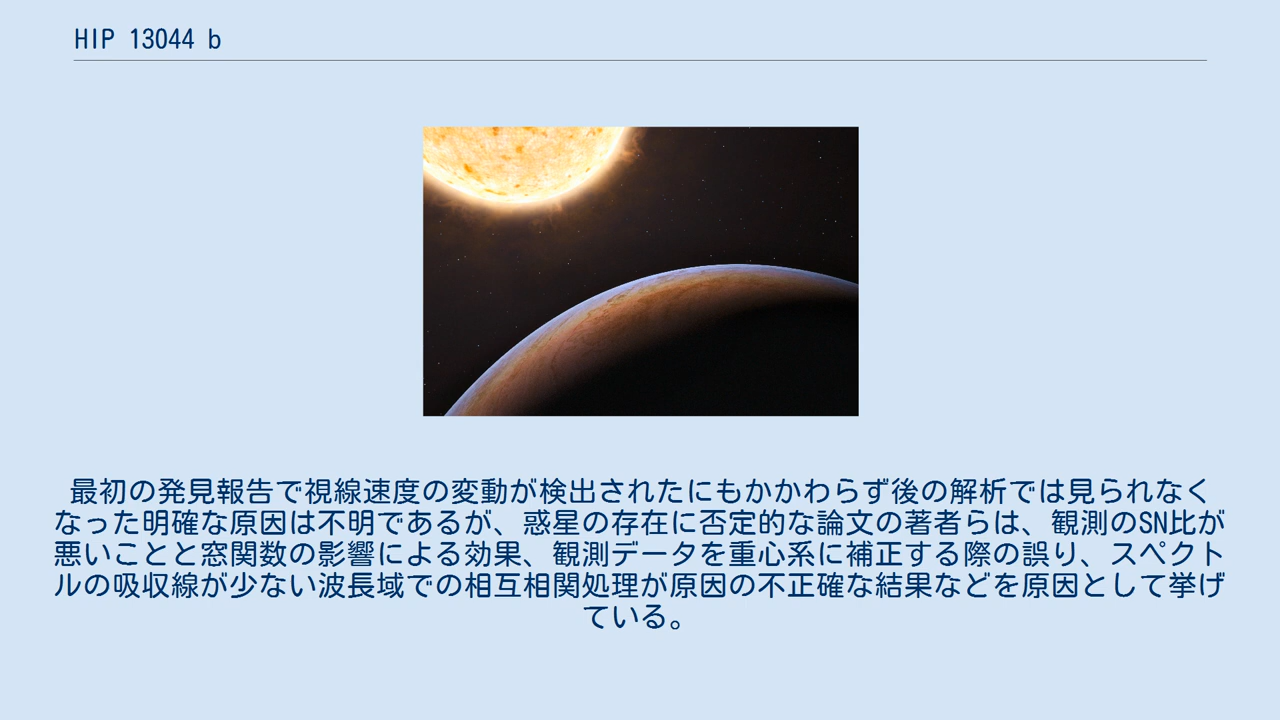 HIP 13044 b
最初の発見報告で視線速度の変動が検出されたにもかかわらず後の解析では見られなく
なった明確な原因は不明であるが、惑星の存在に否定的な論文の著者らは、観測のSN比が
悪いことと窓関数の影響による効果、観測データを重心系に補正する際の誤り、スペクト
ルの吸収線が少ない波長域での相互相関処理が原因の不正確な結果などを原因として挙げ
ている。